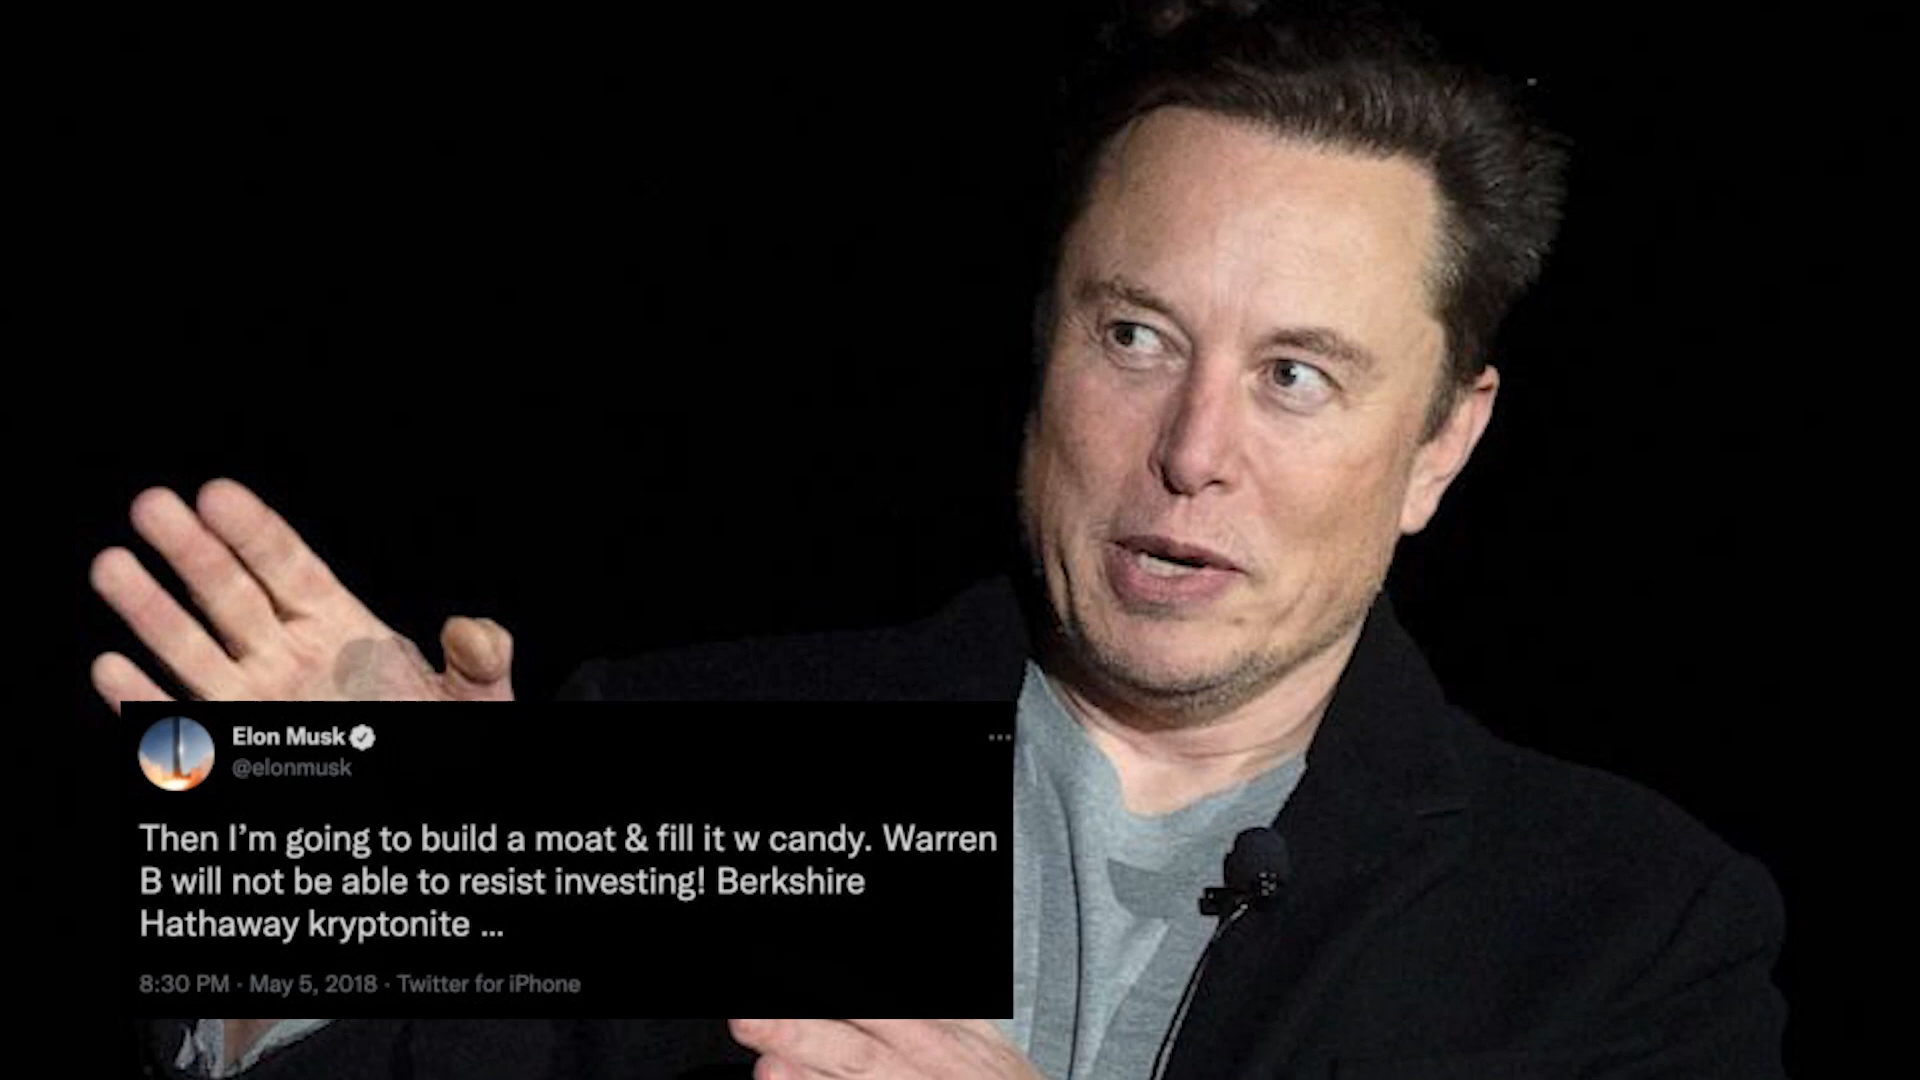 Elon Musk
@elonmusk
Then I'm going to build a moat & fill it w candy. Warren
B will not be able to resist investing! Berkshire
Hathaway kryptonite ...
8:30 PM · May 5, 2018 · Twitter for iPhone